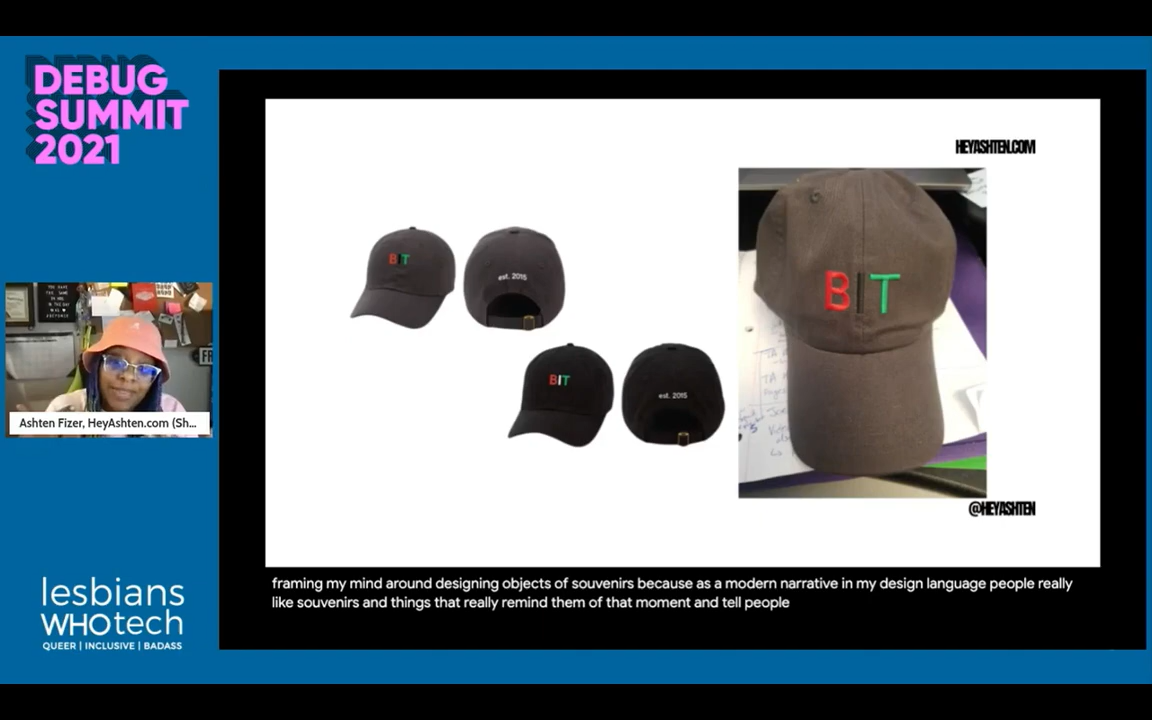 DEBUG
SUMMIT
2021
HEYASHTEN.COM
BIT
est. 2015
BIT
BIT
est. 2015
@HEYASHTEN
Ashten Fizer, HeyAshten.com (Sh...
framing my mind around designing objects of souvenirs because as a modern narrative in my design language people really
like souvenirs and things that really remind them of that moment and tell people
lesbians
WHOtech
QUEER | INCLUSIVE | BADASS